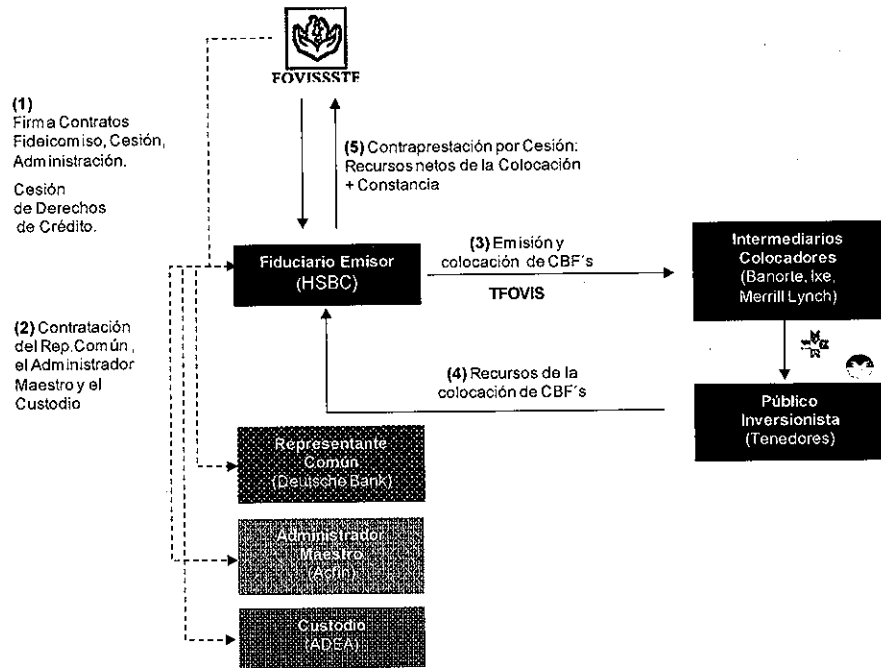 FOVISSSTE
(1)
Firma Contratos
Fideicomiso, Cesión,
Administración.
Cesión
de Derechos
de Crédito.
(5) Contraprestación por Cesión:
Recursos netos de la Colocación
+ Constancia
Fiduciario Emisor
(HSBC)
(3) Emisión y
colocación de CBF´s
TFOVIS
Intermediarios
Colocadores
(Banorte, Ixe,
Merrill Lynch)
(2) Contratación
del Rep.Común,
el Administrador
Maestro y el
Custodio
(4) Recursos de la
colocación de CBF´s
Público
Inversionista
(Tenedores)
Representante
Común
(Deutsche Bank)
Administrador
Maestro
(Acfin)
Custodio
(ADEA)